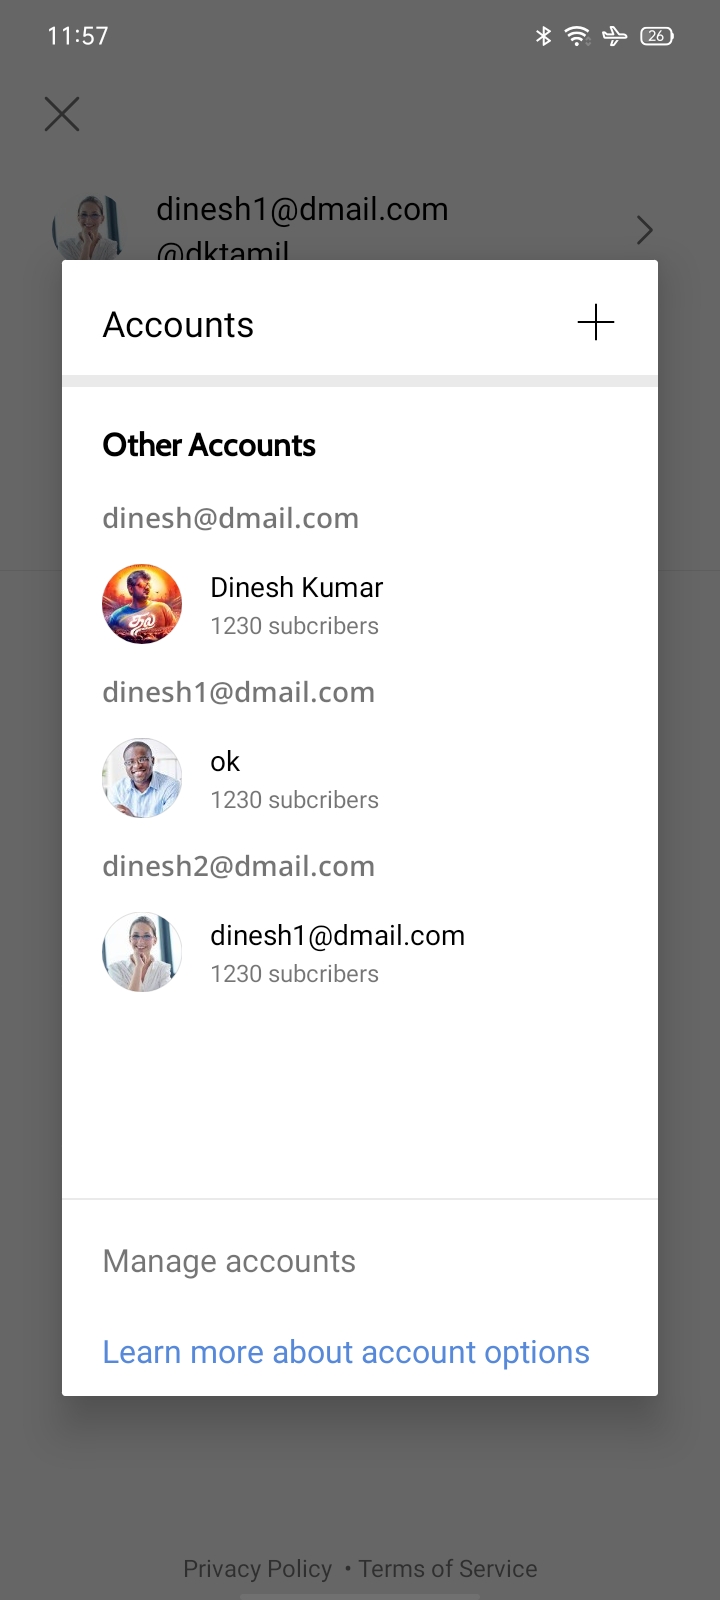 11:57
26
dinesh1@dmail.com
@dktamil
Accounts
Other Accounts
dinesh@dmail.com
Dinesh Kumar
1230 subcribers
dinesh1@dmail.com
ok
1230 subcribers
dinesh2@dmail.com
dinesh1@dmail.com
1230 subcribers
Manage accounts
Learn more about account options
Privacy Policy • Terms of Service